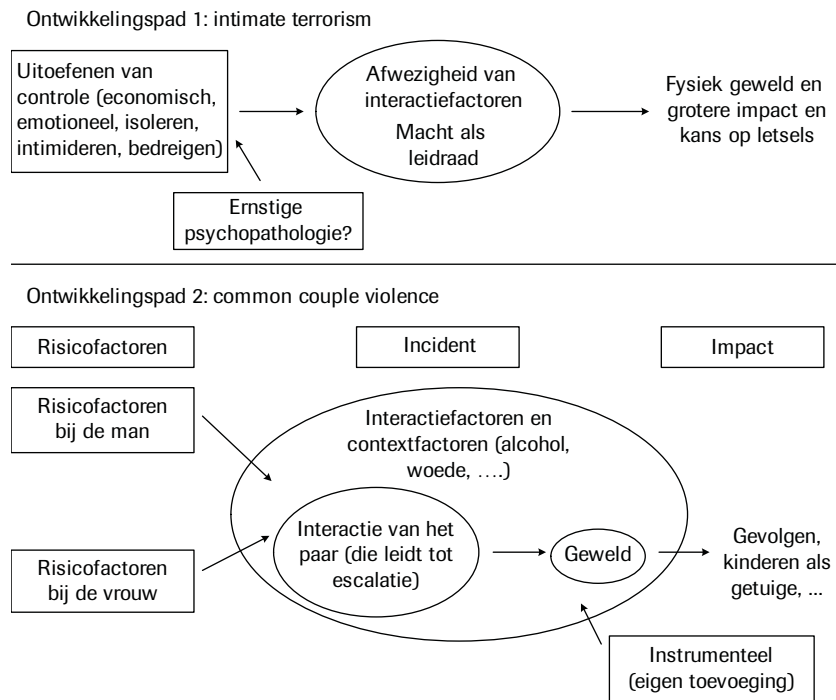 Ontwikkelingspad 1: intimate terrorism
Uitoefenen van
controle (economisch,
emotioneel, isoleren,
intimideren, bedreigen)
Afwezigheid van
interactiefactoren
Macht als
leidraad
Fysiek geweld en
grotere impact en
kans op letsels
Ernstige
psychopathologie?
Ontwikkelingspad 2: common couple violence
Risicofactoren
Incident
Impact
Risicofactoren
bij de man
Interactiefactoren en
contextfactoren (alcohol,
woede, ….)
Interactie van het
paar (die leidt tot
escalatie)
Geweld
Gevolgen,
kinderen als
getuige, ...
Risicofactoren
bij de vrouw
Instrumenteel
(eigen toevoeging)